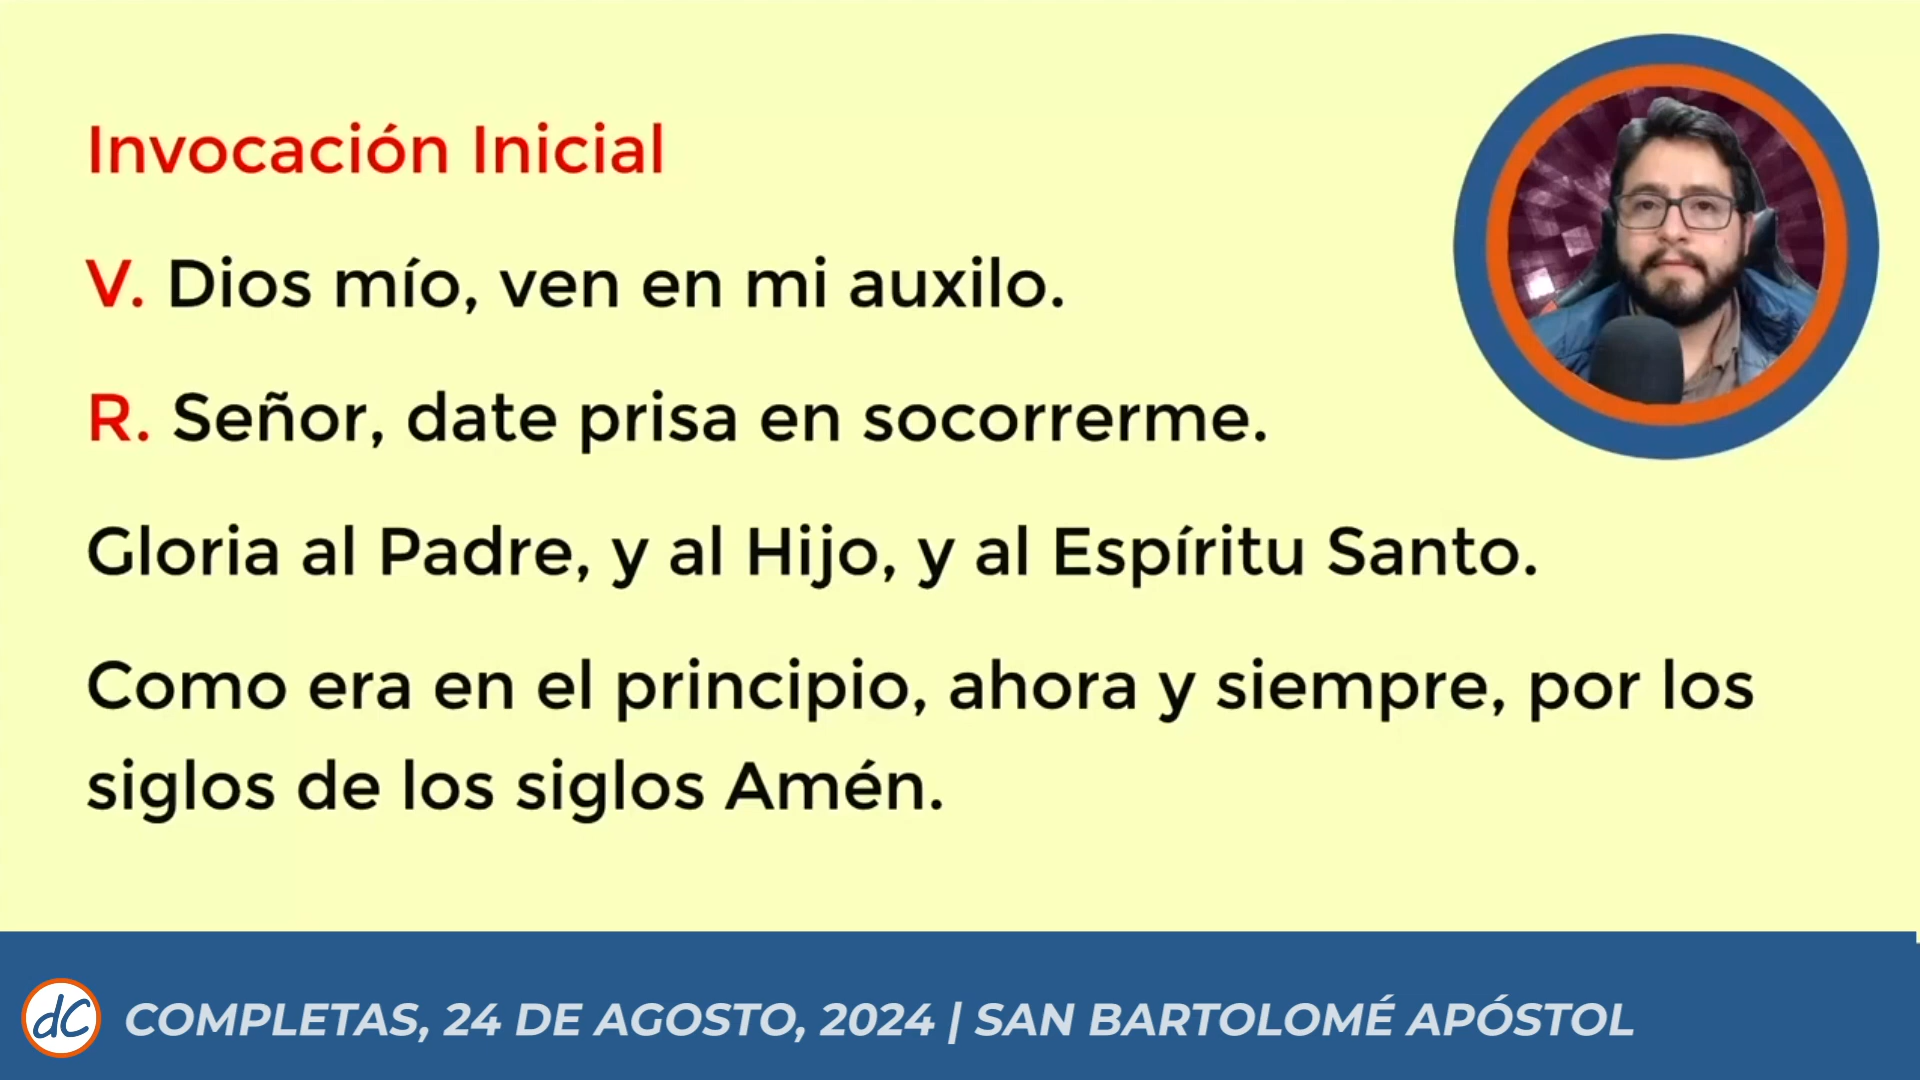 Invocación Inicial
V. Dios mío, ven en mi auxilo.
R. Señor, date prisa en socorrerme.
Gloria al Padre, y al Hijo, y al Espíritu Santo.
Como era en el principio, ahora y siempre, por los
siglos de los siglos Amén.
dC
COMPLETAS, 24 DE AGOSTO, 2024 | SAN BARTOLOMÉ APÓSTOL